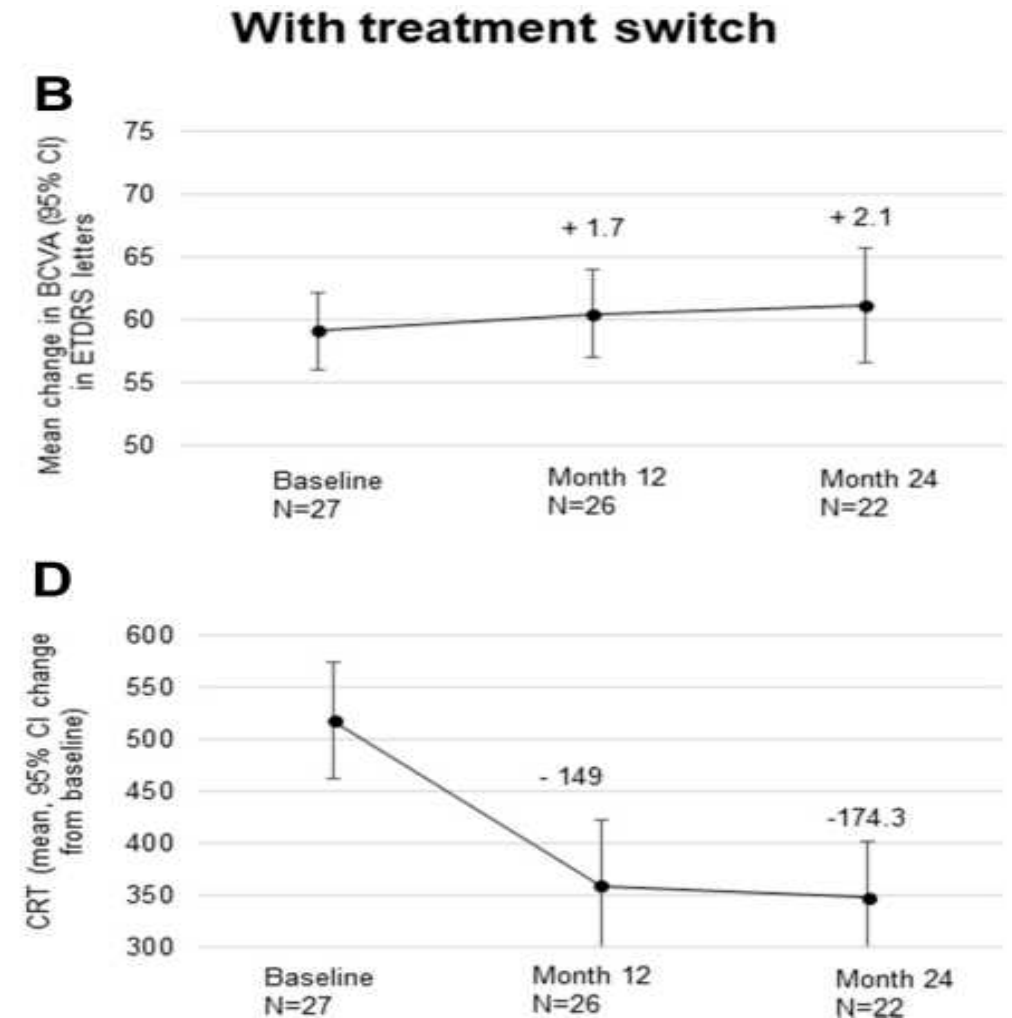 With treatment switch
B
Mean change in BCVA (95% CI)
in ETDRS letters
75
70
65
60
55
50
+ 1.7
+ 2.1
Baseline
N=27
Month 12
N=26
Month 24
N=22
D
CRT (mean, 95% CI change
from baseline)
600
550
500
450
400
350
300
- 149
-174.3
Baseline
N=27
Month 12
N=26
Month 24
N=22